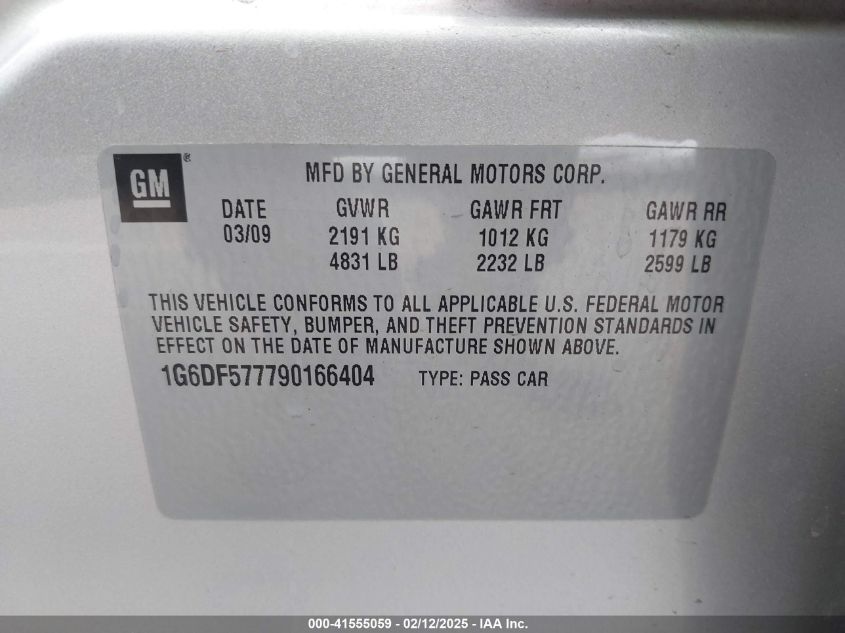 GM®
MFD BY GENERAL MOTORS CORP.
DATE GVWR GAWR FRT GAWR RR
03/09 2191 KG 1012 KG 1179 KG
4831 LB 2232 LB 2599 LB
THIS VEHICLE CONFORMS TO ALL APPLICABLE U.S. FEDERAL MOTOR
VEHICLE SAFETY, BUMPER, AND THEFT PREVENTION STANDARDS IN
EFFECT ON THE DATE OF MANUFACTURE SHOWN ABOVE.
1G6DF577790166404 TYPE: PASS CAR
000-41555059 - 02/12/2025 - IAA Inc.